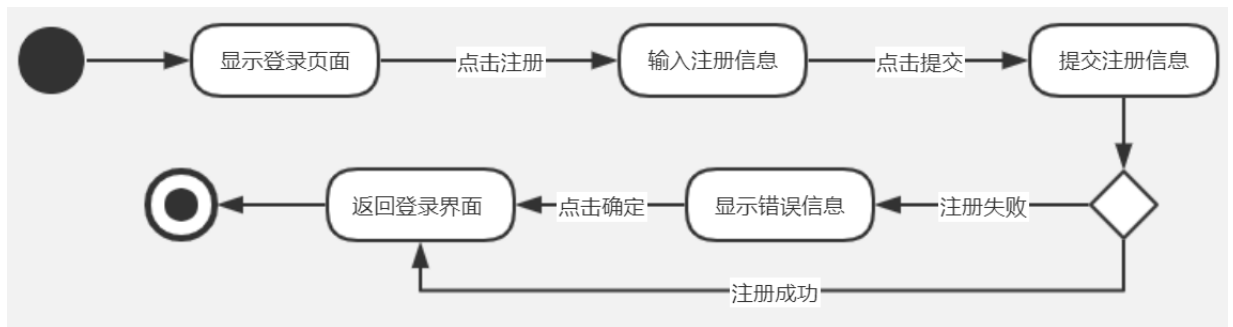 显示登录页面
点击注册
输入注册信息
点击提交
提交注册信息
注册失败
显示错误信息
点击确定
返回登录界面
注册成功